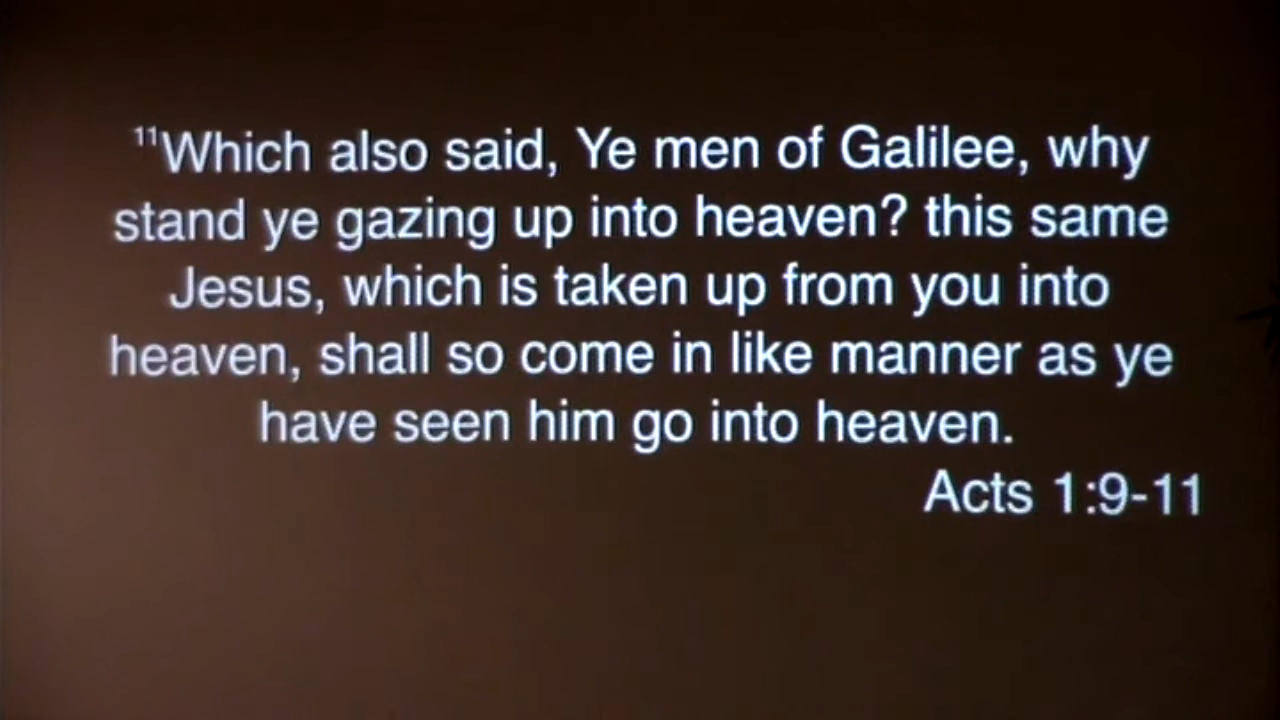 ¹¹Which also said, Ye men of Galilee, why
stand ye gazing up into heaven? this same
Jesus, which is taken up from you into
heaven, shall so come in like manner as ye
have seen him go into heaven.
Acts 1:9-11